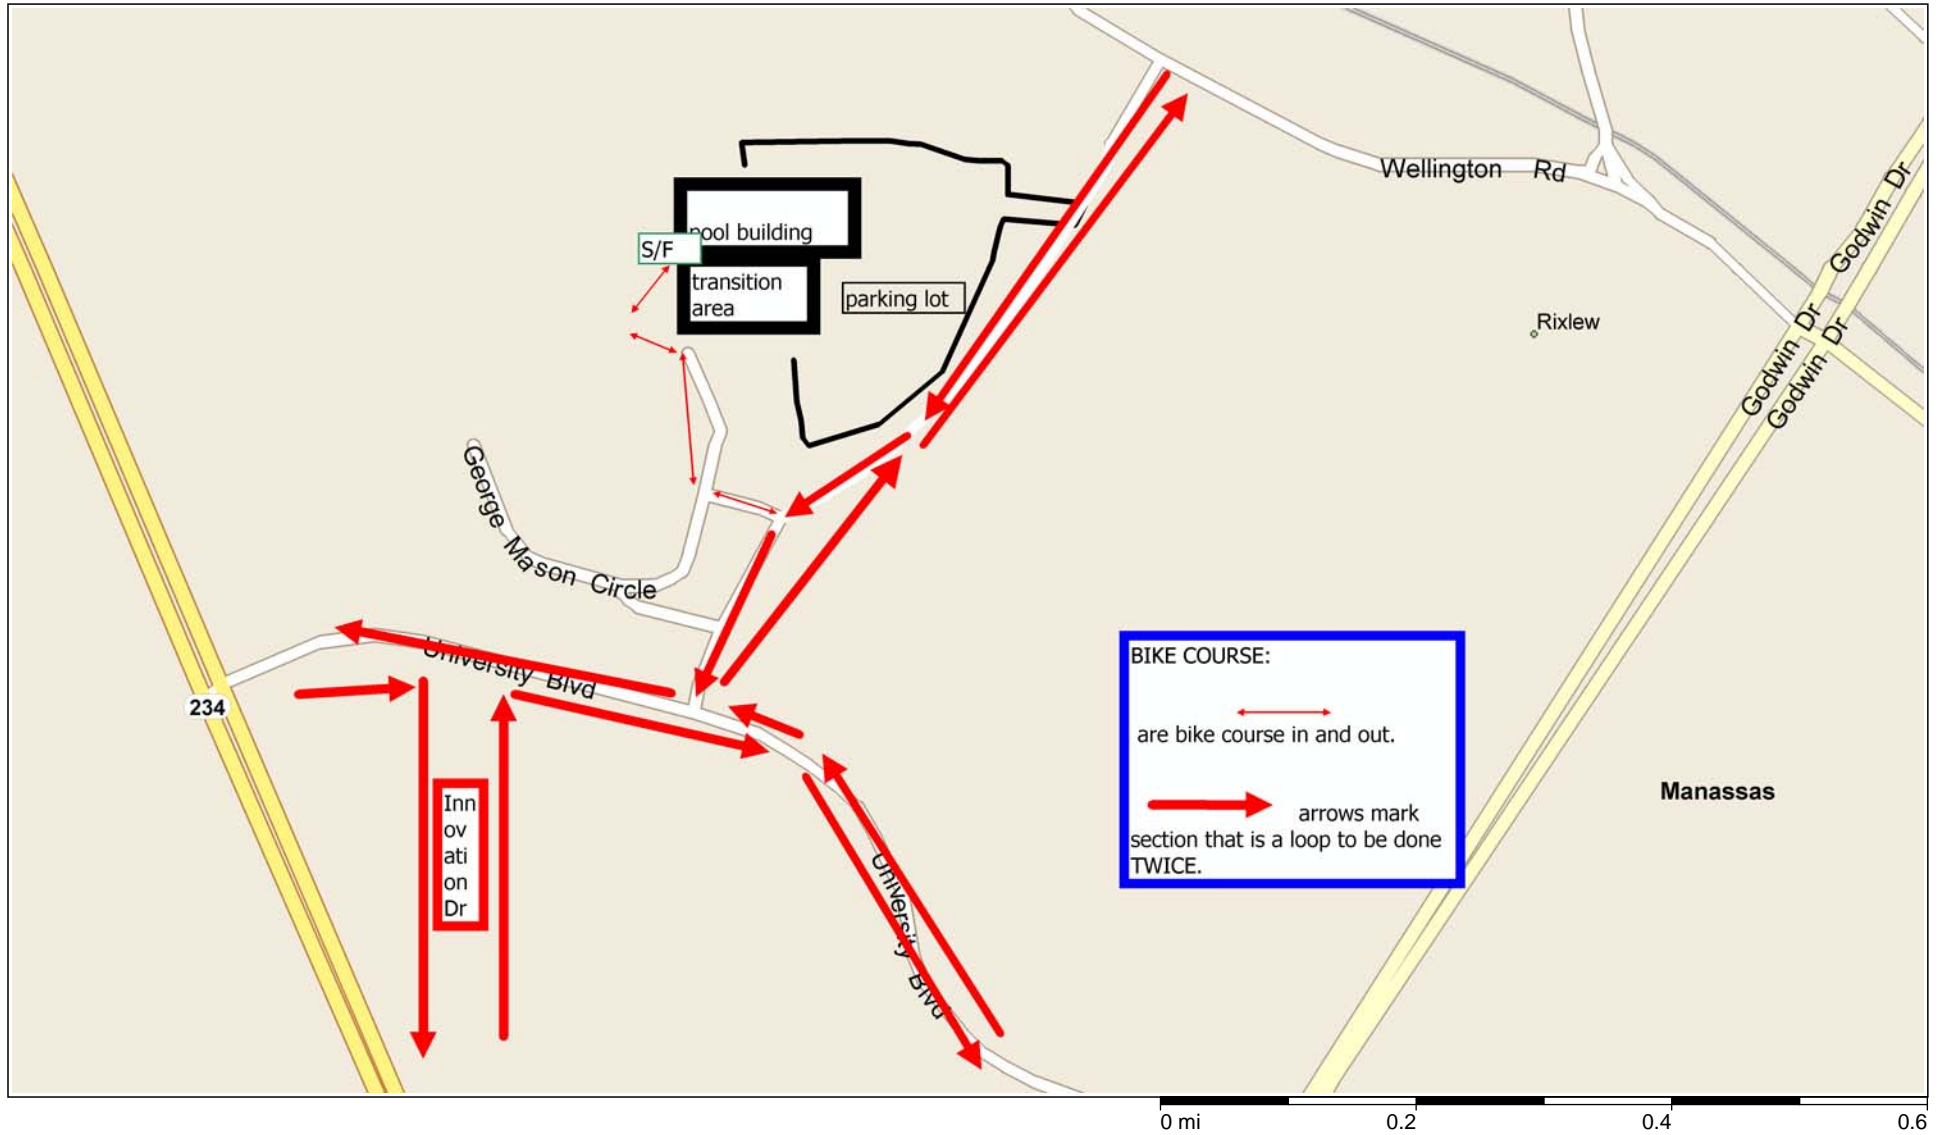 Wellington Rd
Godwin Dr
pool building
S/F
transition
area
parking lot
Rixlew
Godwin Dr
Godwin Dr
George Mason Circle
University Blvd
234
BIKE COURSE:
are bike course in and out.
arrows mark
section that is a loop to be done
TWICE.
Manassas
Inn
ov
ati
on
Dr
University Blvd
0 mi 0.2 0.4 0.6